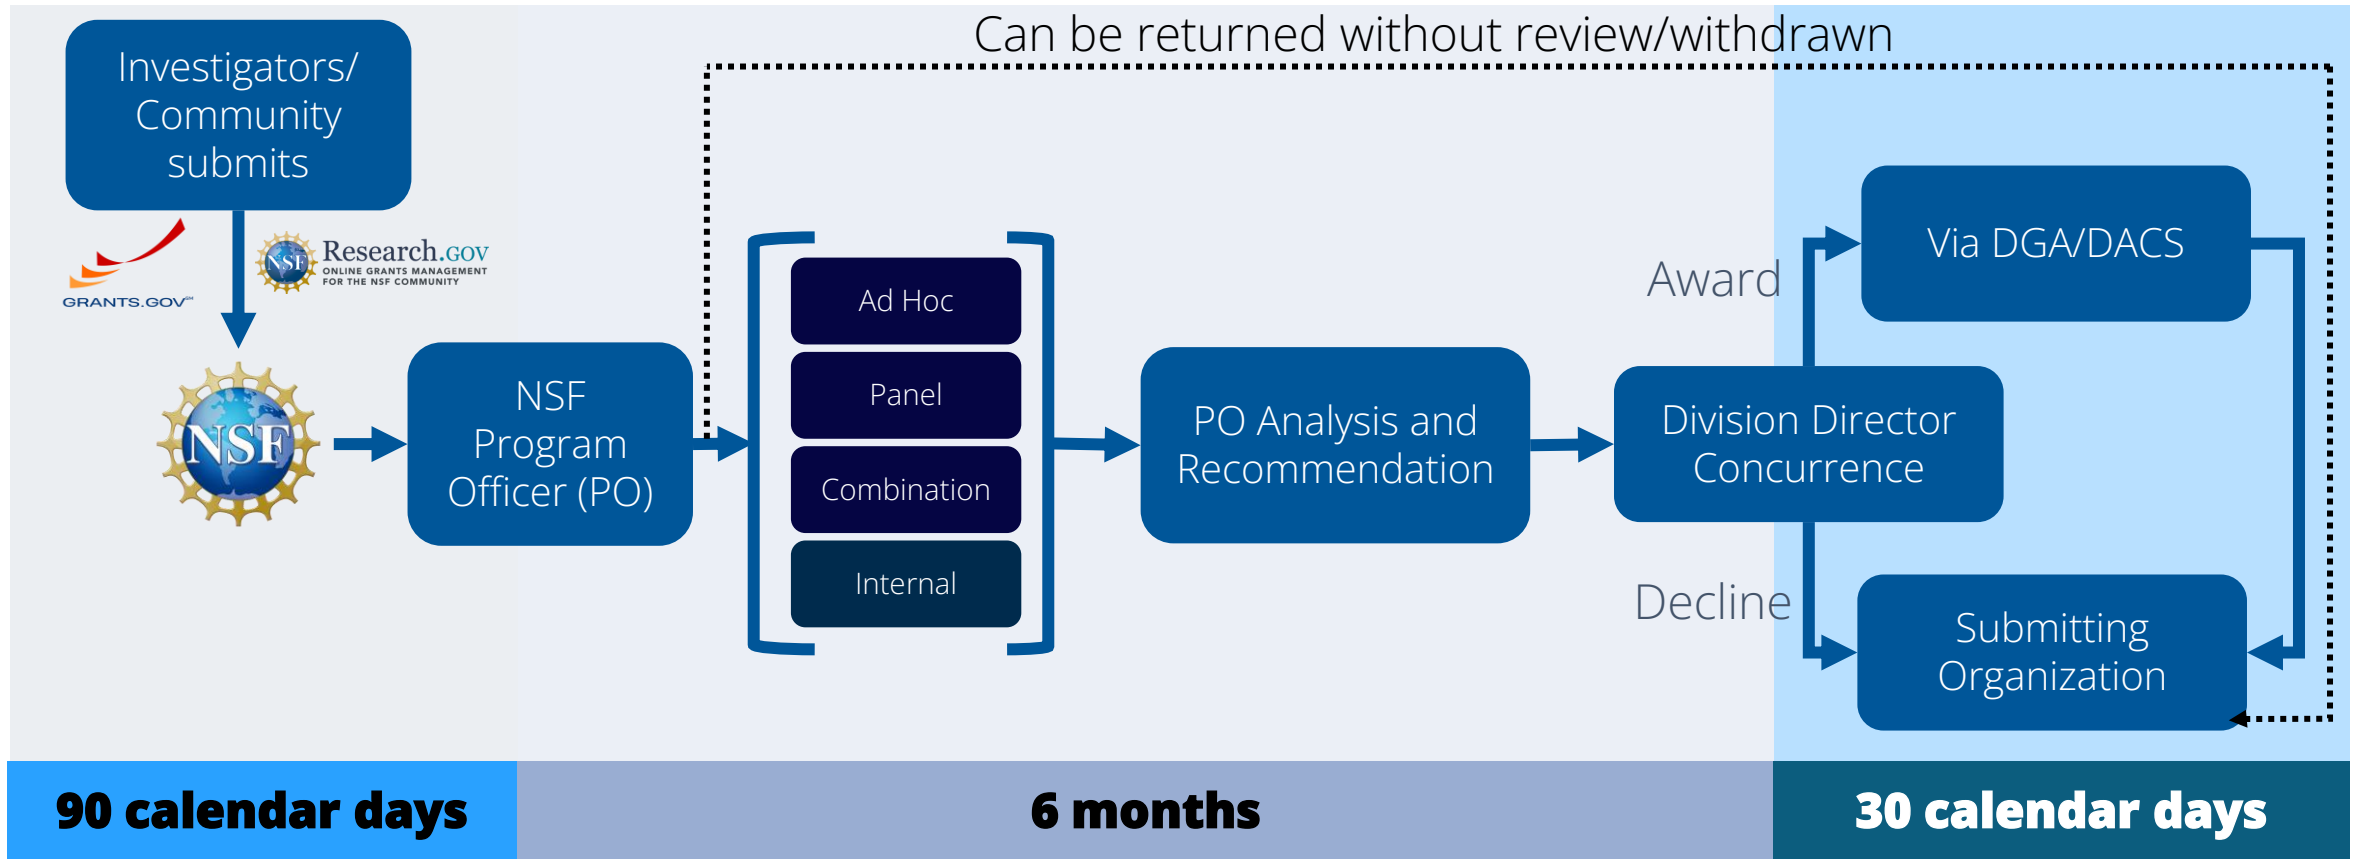 Can be returned without review/withdrawn
Investigators/
Community
submits
GRANTS.GOV℠
NSF
Research.GOV
ONLINE GRANTS MANAGEMENT
FOR THE NSF COMMUNITY
NSF
NSF
Program
Officer (PO)
Ad Hoc
Panel
Combination
Internal
PO Analysis and
Recommendation
Division Director
Concurrence
Award
Via DGA/DACS
Decline
Submitting
Organization
90 calendar days
6 months
30 calendar days